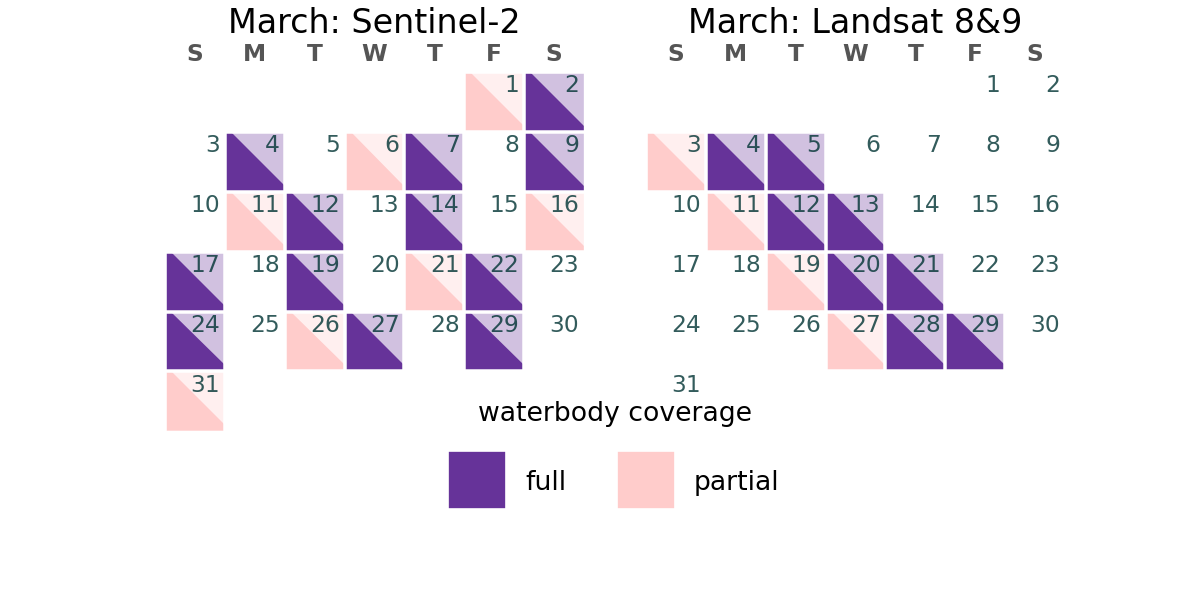 March: Sentinel-2
S M T W T F S
1 2
3 4 5 6 7 8 9
10 11 12 13 14 15 16
17 18 19 20 21 22 23
24 25 26 27 28 29 30
31
March: Landsat 8&9
S M T W T F S
1 2
3 4 5 6 7 8 9
10 11 12 13 14 15 16
17 18 19 20 21 22 23
24 25 26 27 28 29 30
31
waterbody coverage
full partial